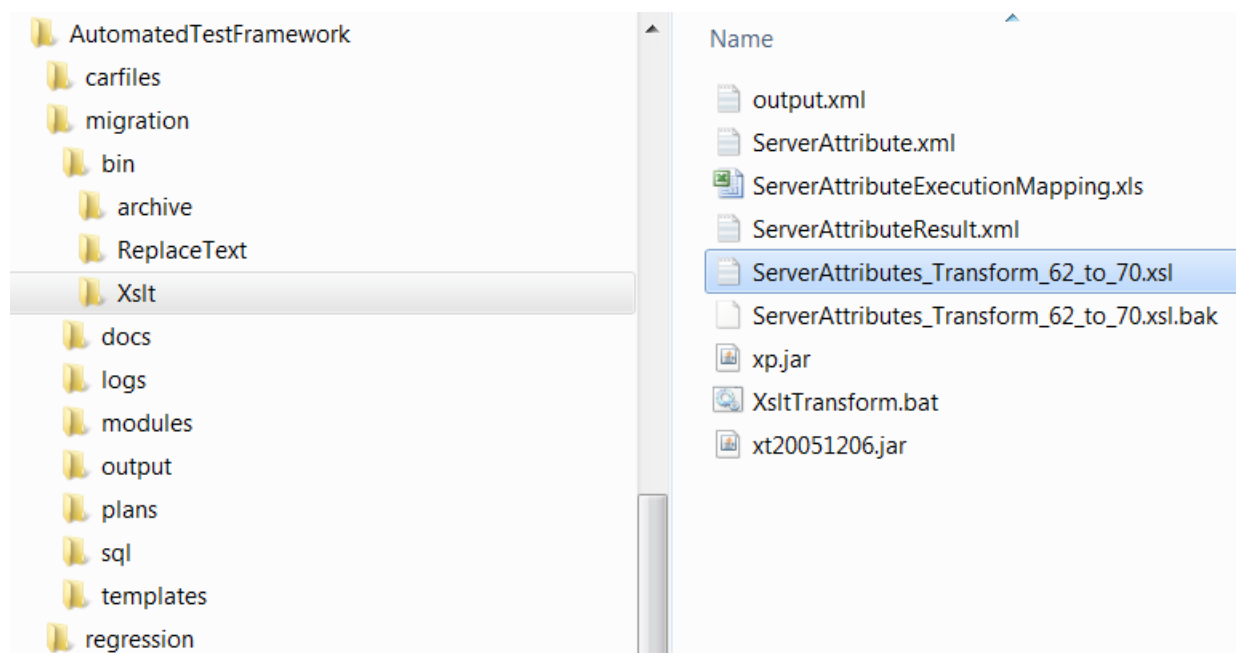 AutomatedTestFramework
carfiles
migration
bin
archive
ReplaceText
Xslt
docs
logs
modules
output
plans
sql
templates
regression
Name
output.xml
ServerAttribute.xml
ServerAttributeExecutionMapping.xls
ServerAttributeResult.xml
ServerAttributes_Transform_62_to_70.xsl
ServerAttributes_Transform_62_to_70.xsl.bak
xp.jar
XsltTransform.bat
xt20051206.jar